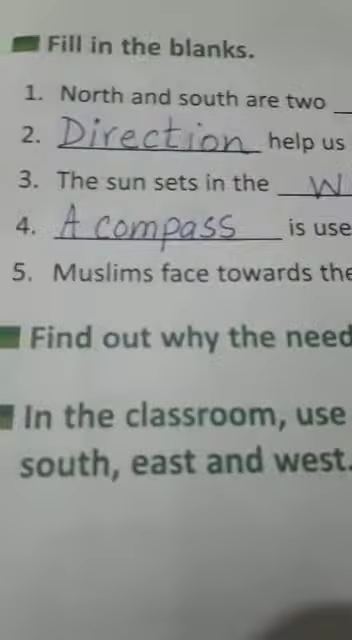 Fill in the blanks.
1. North and south are two
2. Direction help us
3. The sun sets in the W
4. A compass is use
5. Muslims face towards the
Find out why the need
In the classroom, use
south, east and west.